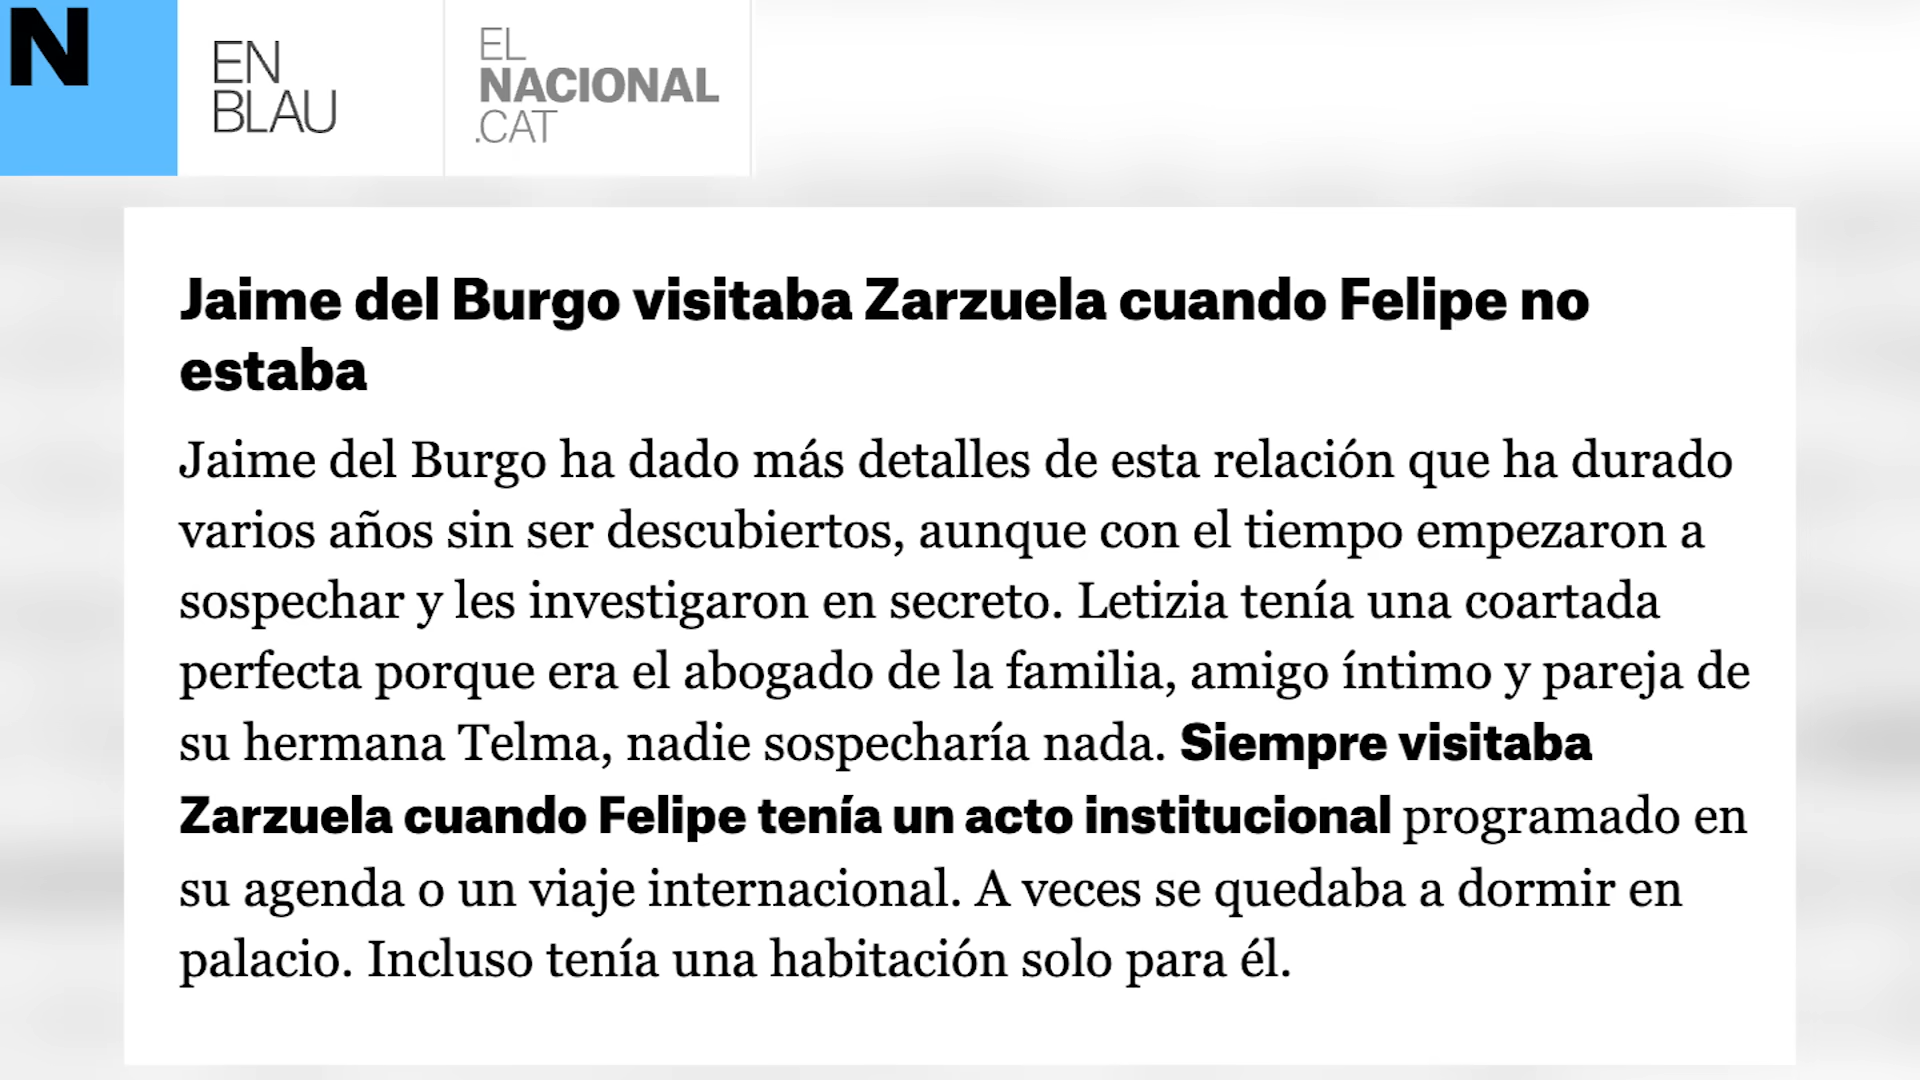 N
EN
BLAU
EL
NACIONAL
.CAT
Jaime del Burgo visitaba Zarzuela cuando Felipe no
estaba
Jaime del Burgo ha dado más detalles de esta relación que ha durado
varios años sin ser descubiertos, aunque con el tiempo empezaron a
sospechar y les investigaron en secreto. Letizia tenía una coartada
perfecta porque era el abogado de la familia, amigo íntimo y pareja de
su hermana Telma, nadie sospecharía nada. Siempre visitaba
Zarzuela cuando Felipe tenía un acto institucional programado en
su agenda o un viaje internacional. A veces se quedaba a dormir en
palacio. Incluso tenía una habitación solo para él.